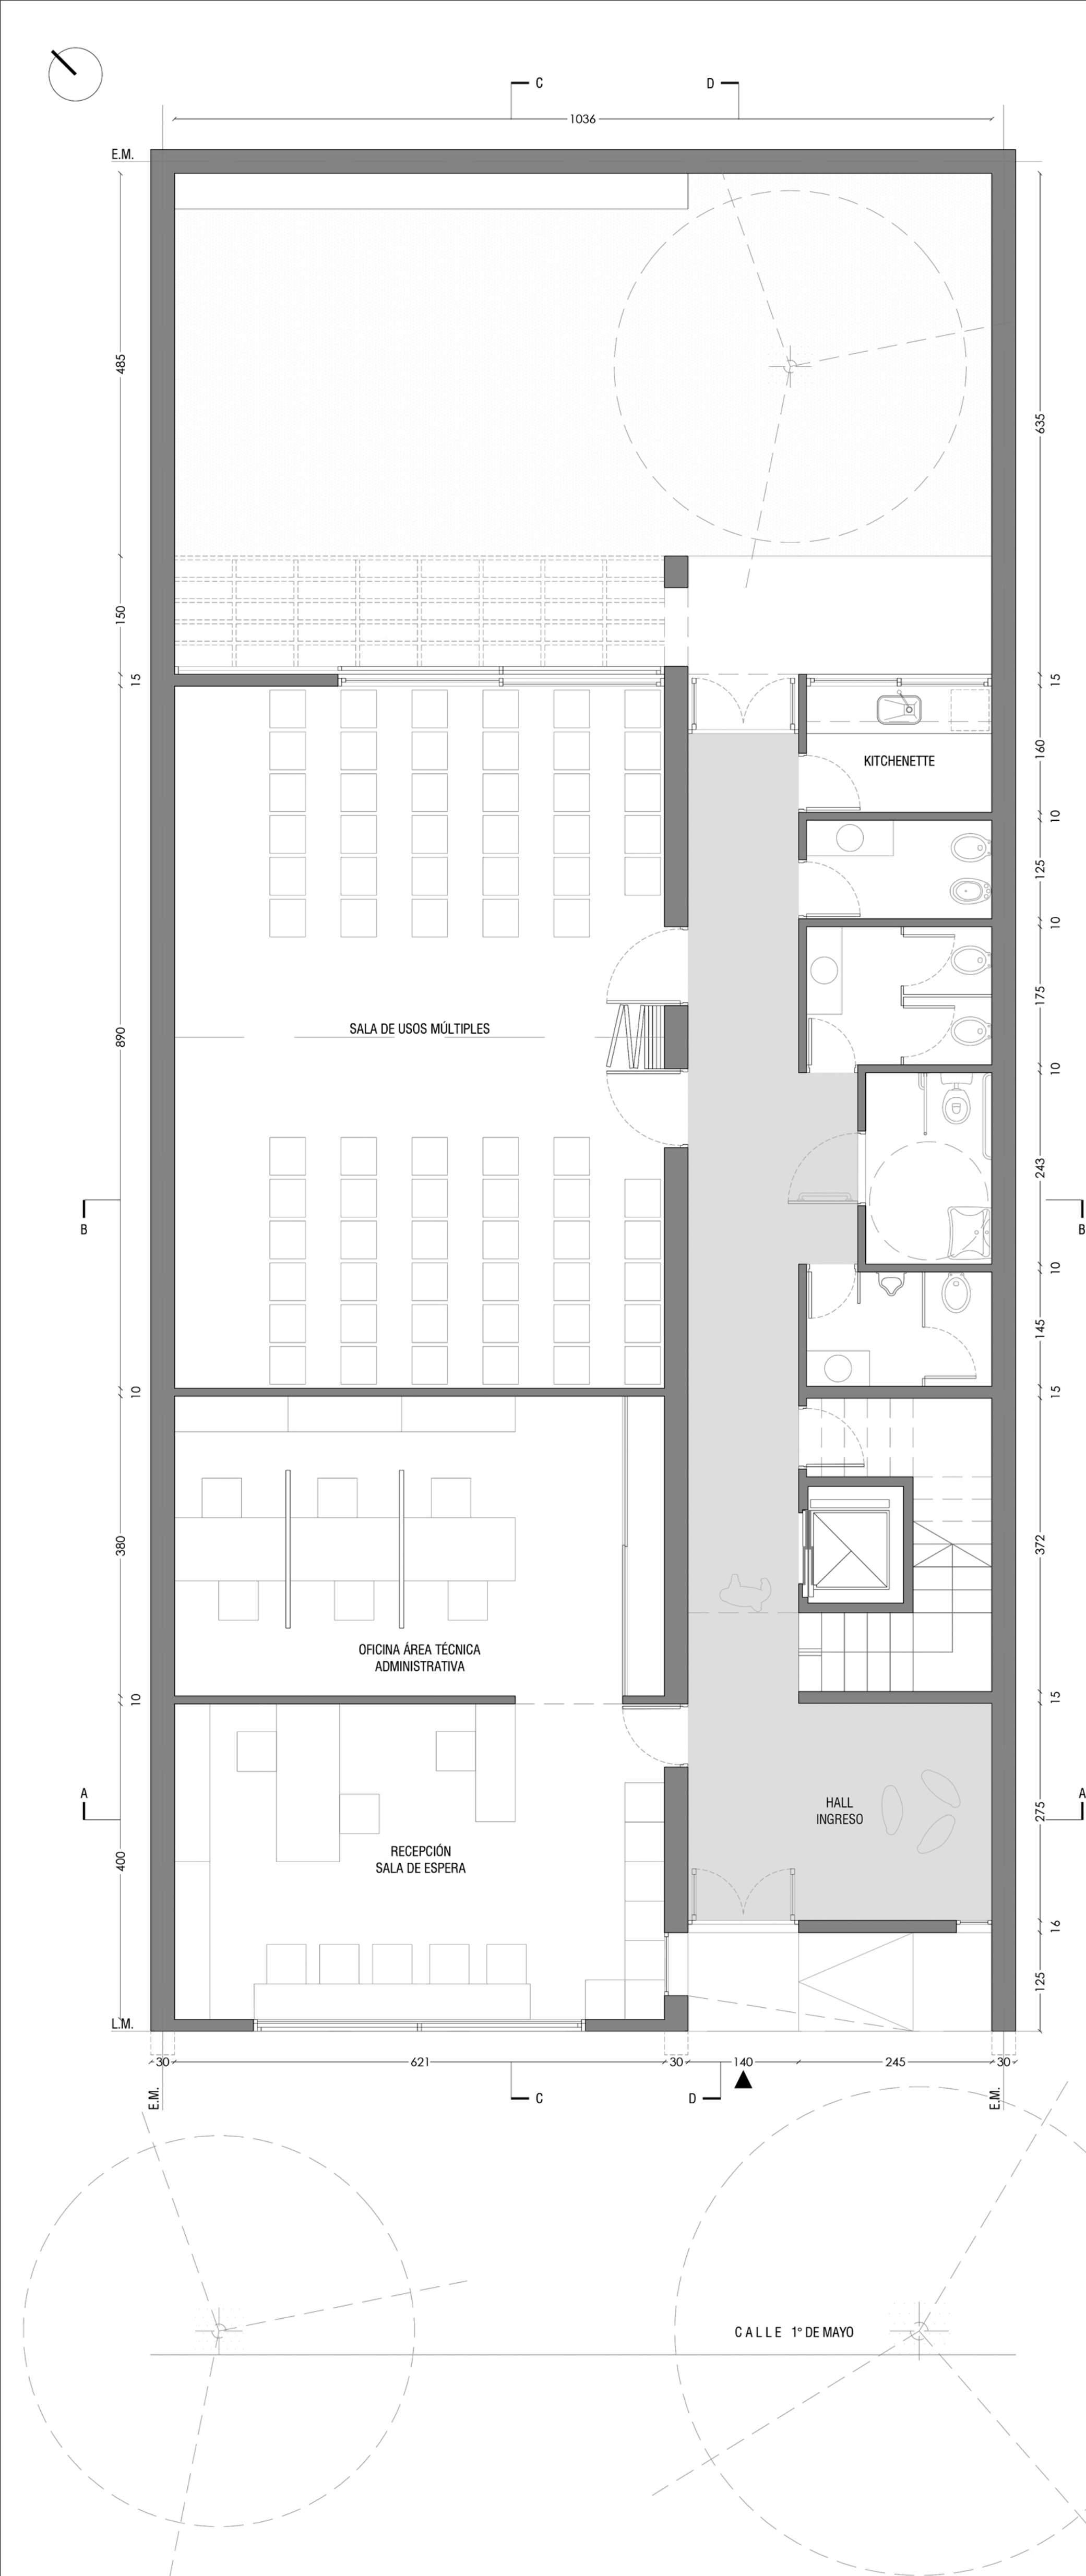 C
D
1036
E.M.
485
635
150
15
15
160
KITCHENETTE
10
125
10
175
890
SALA DE USOS MÚLTIPLES
10
243
B
B
10
145
10
15
380
372
OFICINA ÁREA TÉCNICA
ADMINISTRATIVA
10
15
A
A
HALL
INGRESO
275
RECEPCIÓN
SALA DE ESPERA
400
16
125
L.M.
30
621
30
140
245
30
E.M.
C
D
E.M.
CALLE 1° DE MAYO